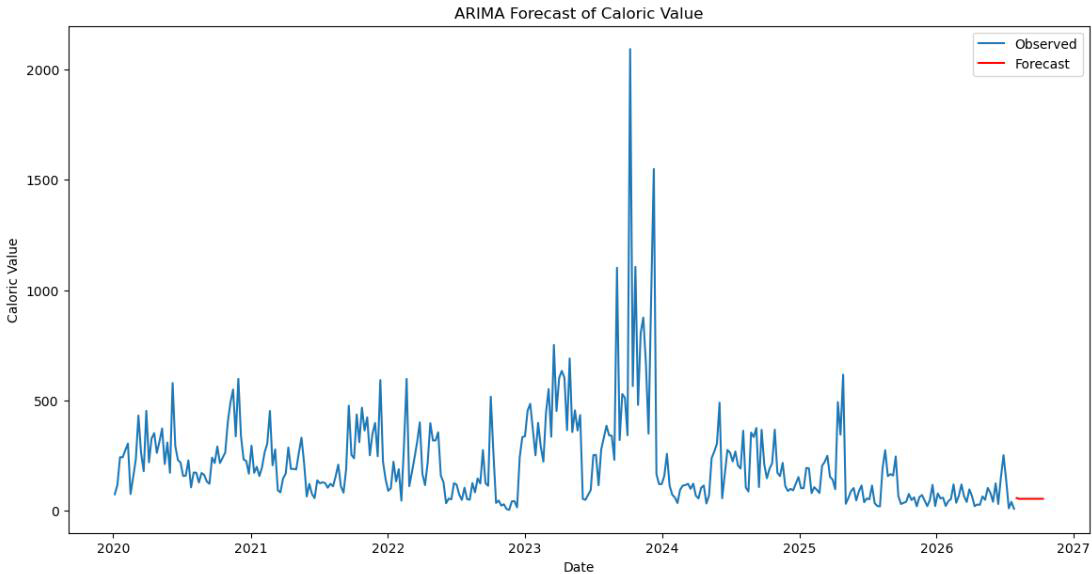 ARIMA Forecast of Caloric Value
Observed
Forecast
2000
1500
1000
500
0
Caloric Value
2020 2021 2022 2023 2024 2025 2026 2027
Date